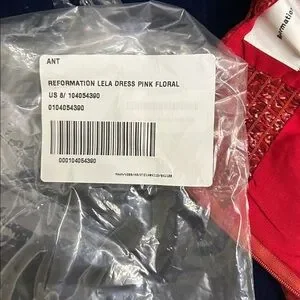 ANT
REFORMATION LELA DRESS PINK FLORAL
US 8/ 104054390
0104054390
000104054390